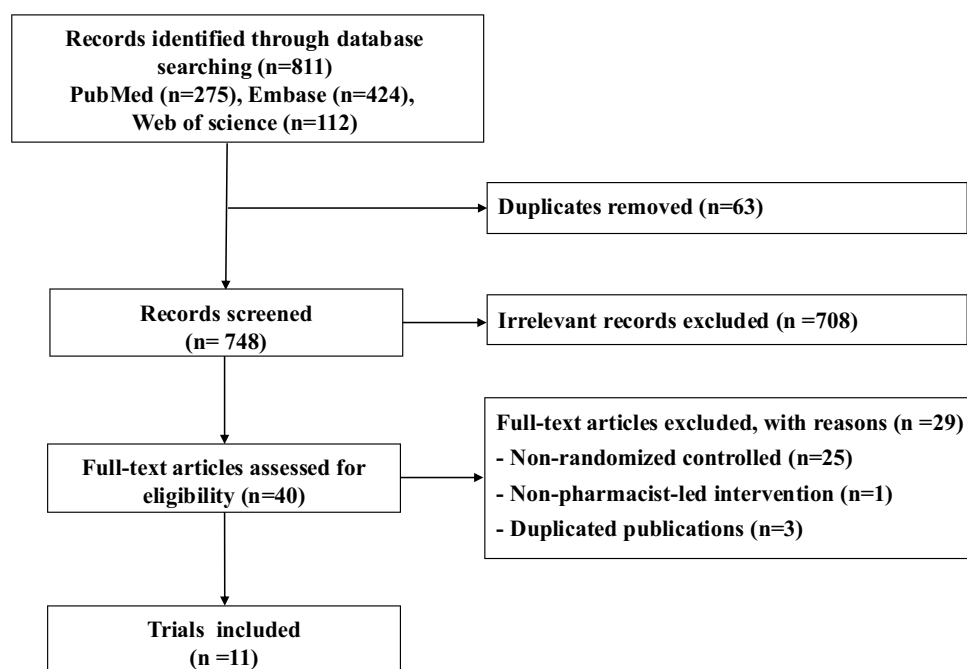 Records identified through database
searching (n=811)
PubMed (n=275), Embase (n=424),
Web of science (n=112)
Duplicates removed (n=63)
Records screened
(n= 748)
Irrelevant records excluded (n =708)
Full-text articles assessed for
eligibility (n=40)
Full-text articles excluded, with reasons (n =29)
- Non-randomized controlled (n=25)
- Non-pharmacist-led intervention (n=1)
- Duplicated publications (n=3)
Trials included
(n =11)